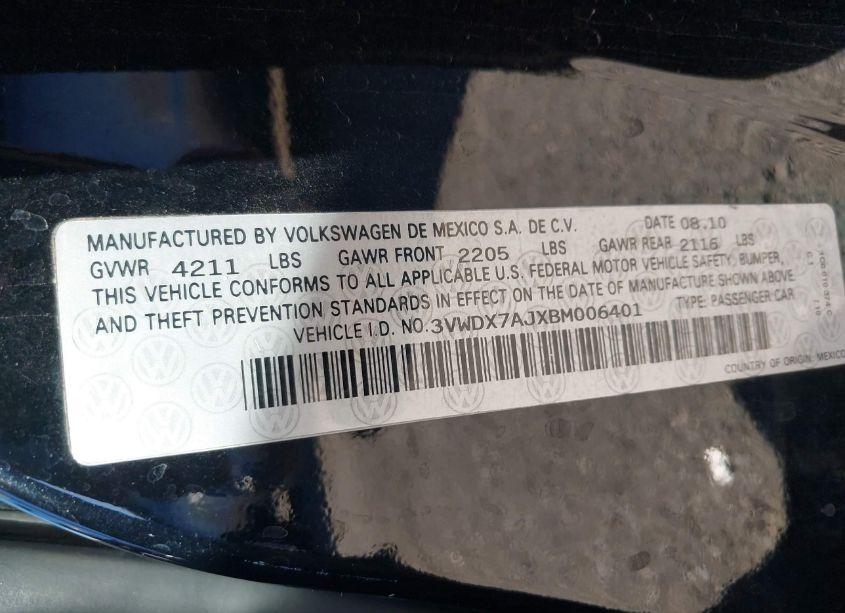 MANUFACTURED BY VOLKSWAGEN DE MEXICO S.A. DE C.V. DATE 08.10
GVWR 4211 LBS GAWR FRONT 2205 LBS GAWR REAR 2116 LBS
THIS VEHICLE CONFORMS TO ALL APPLICABLE U.S. FEDERAL MOTOR VEHICLE SAFETY, BUMPER,
AND THEFT PREVENTION STANDARDS IN EFFECT ON THE DATE OF MANUFACTURE SHOWN ABOVE
VEHICLE I.D. NO. 3VWDX7AJXBM006401 TYPE: PASSENGER CAR
COUNTRY OF ORIGIN: MEXICO